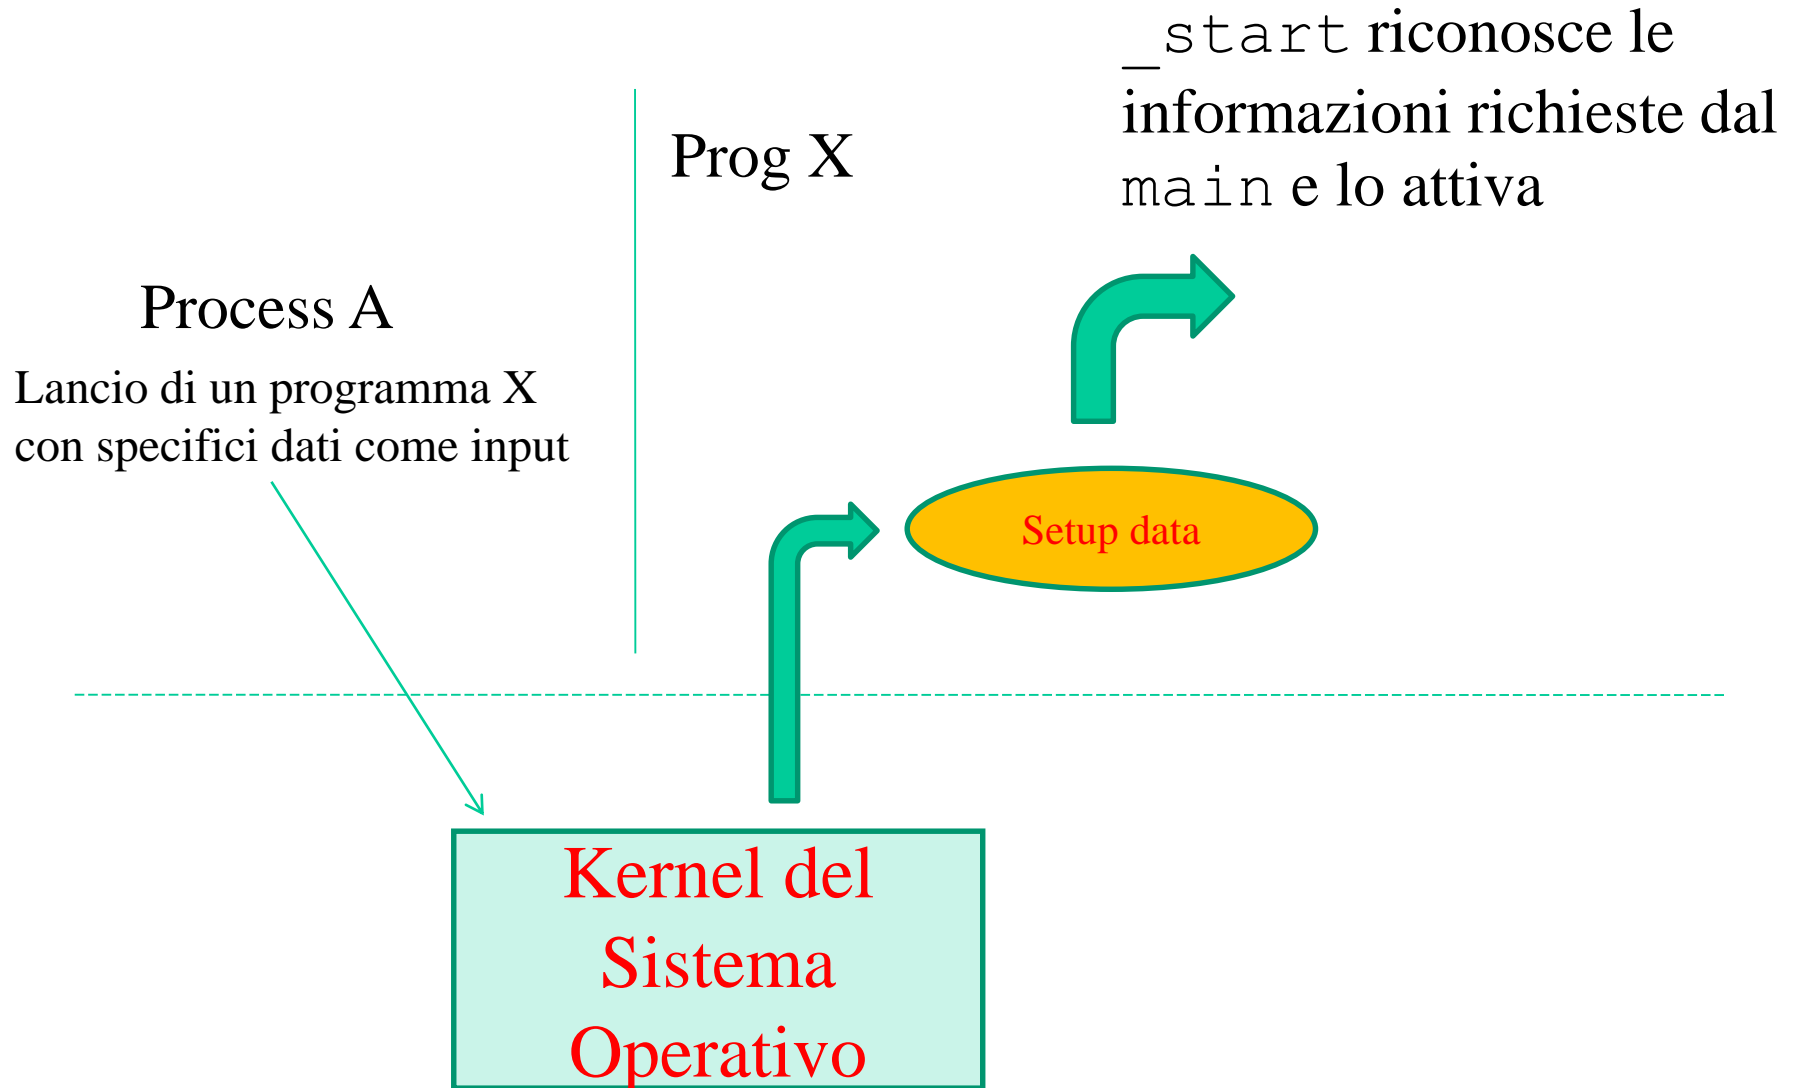 _start riconosce le
informazioni richieste dal
main e lo attiva
Prog X
Process A
Lancio di un programma X
con specifici dati come input
Setup data
Kernel del
Sistema
Operativo